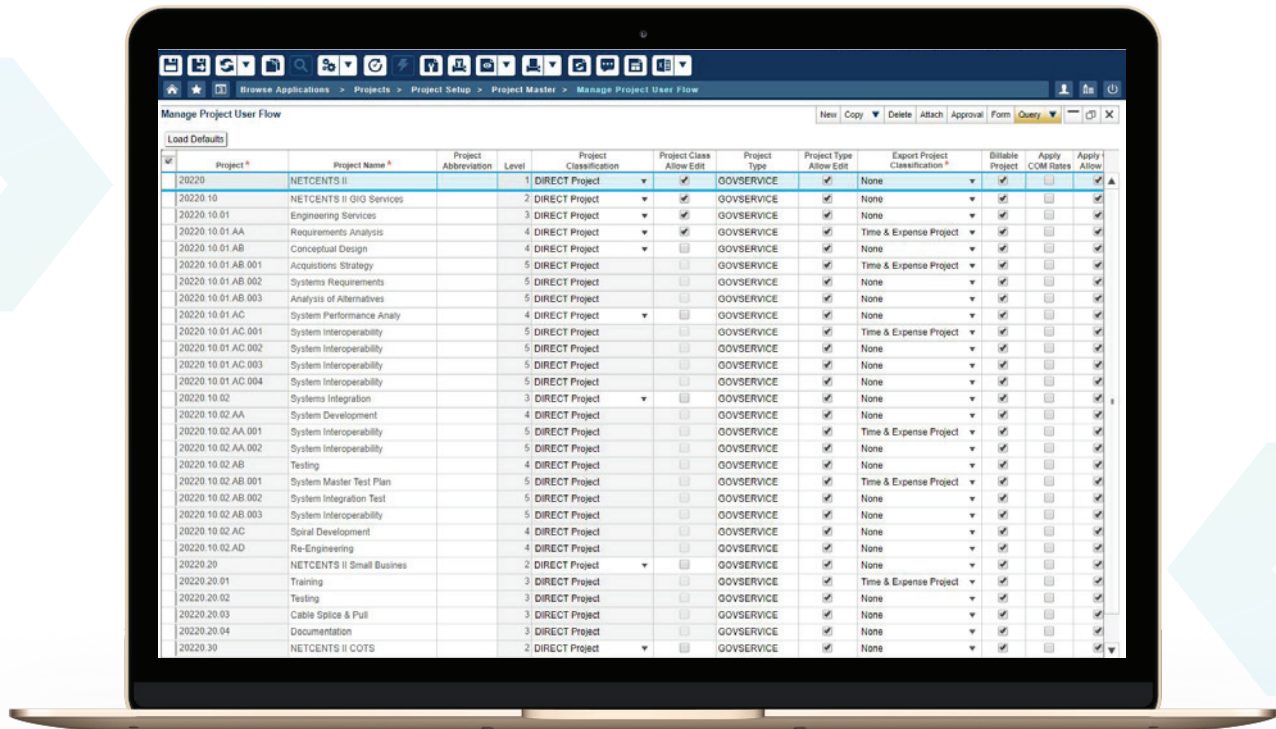 Browse Applications > Projects > Project Setup > Project Master > Manage Project User Flow
Manage Project User Flow New Copy Delete Attach Approval Form Query
Load Defaults
Project * Project Name * Project Abbreviation Level Project Classification Project Class Allow Edit Project Type Project Type Allow Edit Export Project Classification * Billable Project Apply COM Rates Apply Allow
20220 NETCENTS II 1 DIRECT Project GOVSERVICE None
20220.10 NETCENTS II GIG Services 2 DIRECT Project GOVSERVICE None
20220.10.01 Engineering Services 3 DIRECT Project GOVSERVICE None
20220.10.01.AA Requirements Analysis 4 DIRECT Project GOVSERVICE Time & Expense Project
20220.10.01.AB Conceptual Design 4 DIRECT Project GOVSERVICE None
20220.10.01.AB.001 Acquistions Strategy 5 DIRECT Project GOVSERVICE Time & Expense Project
20220.10.01.AB.002 Systems Requirements 5 DIRECT Project GOVSERVICE None
20220.10.01.AB.003 Analysis of Alternatives 5 DIRECT Project GOVSERVICE None
20220.10.01.AC System Performance Analy 4 DIRECT Project GOVSERVICE None
20220.10.01.AC.001 System Interoperability 5 DIRECT Project GOVSERVICE Time & Expense Project
20220.10.01.AC.002 System Interoperability 5 DIRECT Project GOVSERVICE None
20220.10.01.AC.003 System Interoperability 5 DIRECT Project GOVSERVICE None
20220.10.01.AC.004 System Interoperability 5 DIRECT Project GOVSERVICE None
20220.10.02 Systems Integration 3 DIRECT Project GOVSERVICE None
20220.10.02.AA System Development 4 DIRECT Project GOVSERVICE None
20220.10.02.AA.001 System Interoperability 5 DIRECT Project GOVSERVICE Time & Expense Project
20220.10.02.AA.002 System Interoperability 5 DIRECT Project GOVSERVICE None
20220.10.02.AB Testing 4 DIRECT Project GOVSERVICE None
20220.10.02.AB.001 System Master Test Plan 5 DIRECT Project GOVSERVICE Time & Expense Project
20220.10.02.AB.002 System Integration Test 5 DIRECT Project GOVSERVICE None
20220.10.02.AB.003 System Interoperability 5 DIRECT Project GOVSERVICE None
20220.10.02.AC Spiral Development 4 DIRECT Project GOVSERVICE None
20220.10.02.AD Re-Engineering 4 DIRECT Project GOVSERVICE None
20220.20 NETCENTS II Small Busines 2 DIRECT Project GOVSERVICE None
20220.20.01 Training 3 DIRECT Project GOVSERVICE Time & Expense Project
20220.20.02 Testing 3 DIRECT Project GOVSERVICE None
20220.20.03 Cable Splice & Pull 3 DIRECT Project GOVSERVICE None
20220.20.04 Documentation 3 DIRECT Project GOVSERVICE None
20220.30 NETCENTS II COTS 2 DIRECT Project GOVSERVICE None